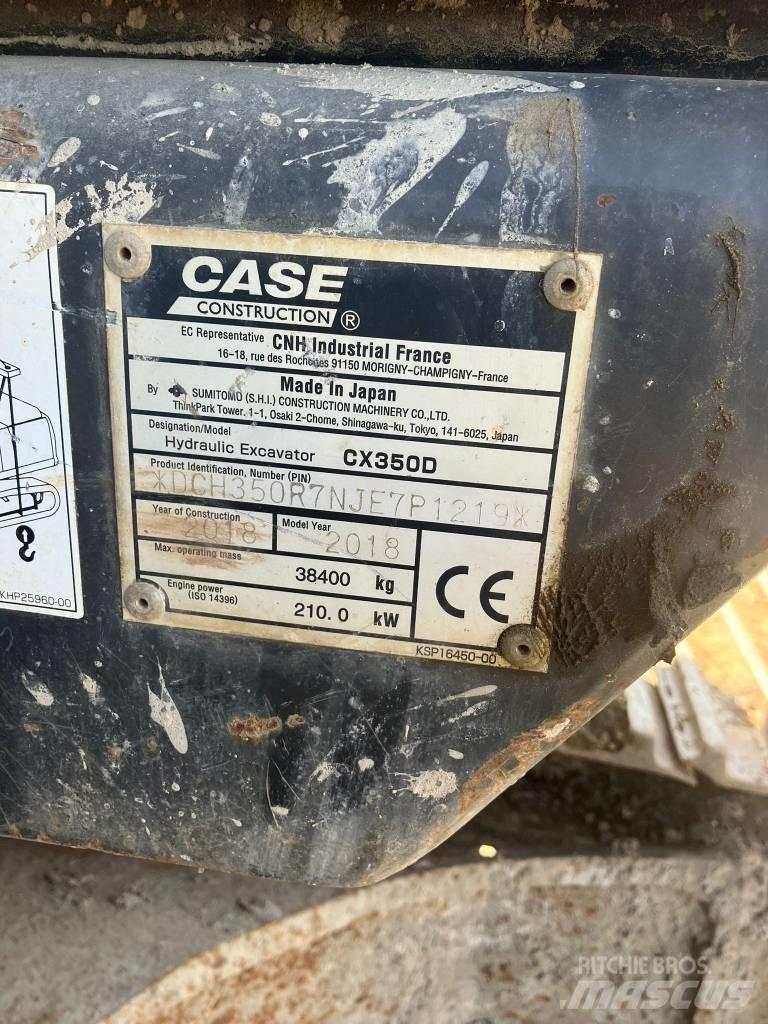 CASE
CONSTRUCTION ®
EC Representative CNH Industrial France
16-18, rue des Rochettes 91150 MORIGNY-CHAMPIGNY-France
Made In Japan
By SUMITOMO (S.H.I.) CONSTRUCTION MACHINERY CO.,LTD.
ThinkPark Tower. 1-1, Osaki 2-Chome, Shinagawa-ku, Tokyo, 141-6025, Japan
Designation/Model
Hydraulic Excavator CX350D
Product Identification, Number (PIN)
*DCH350R7NJE7P1219*
Year of Construction 2018
Model Year 2018
Max. operating mass
38400 kg
Engine power
(ISO 14396) 210.0 kW
CE
KSP16450-00
KHP25960-00
RITCHIE BROS.
MASCUS